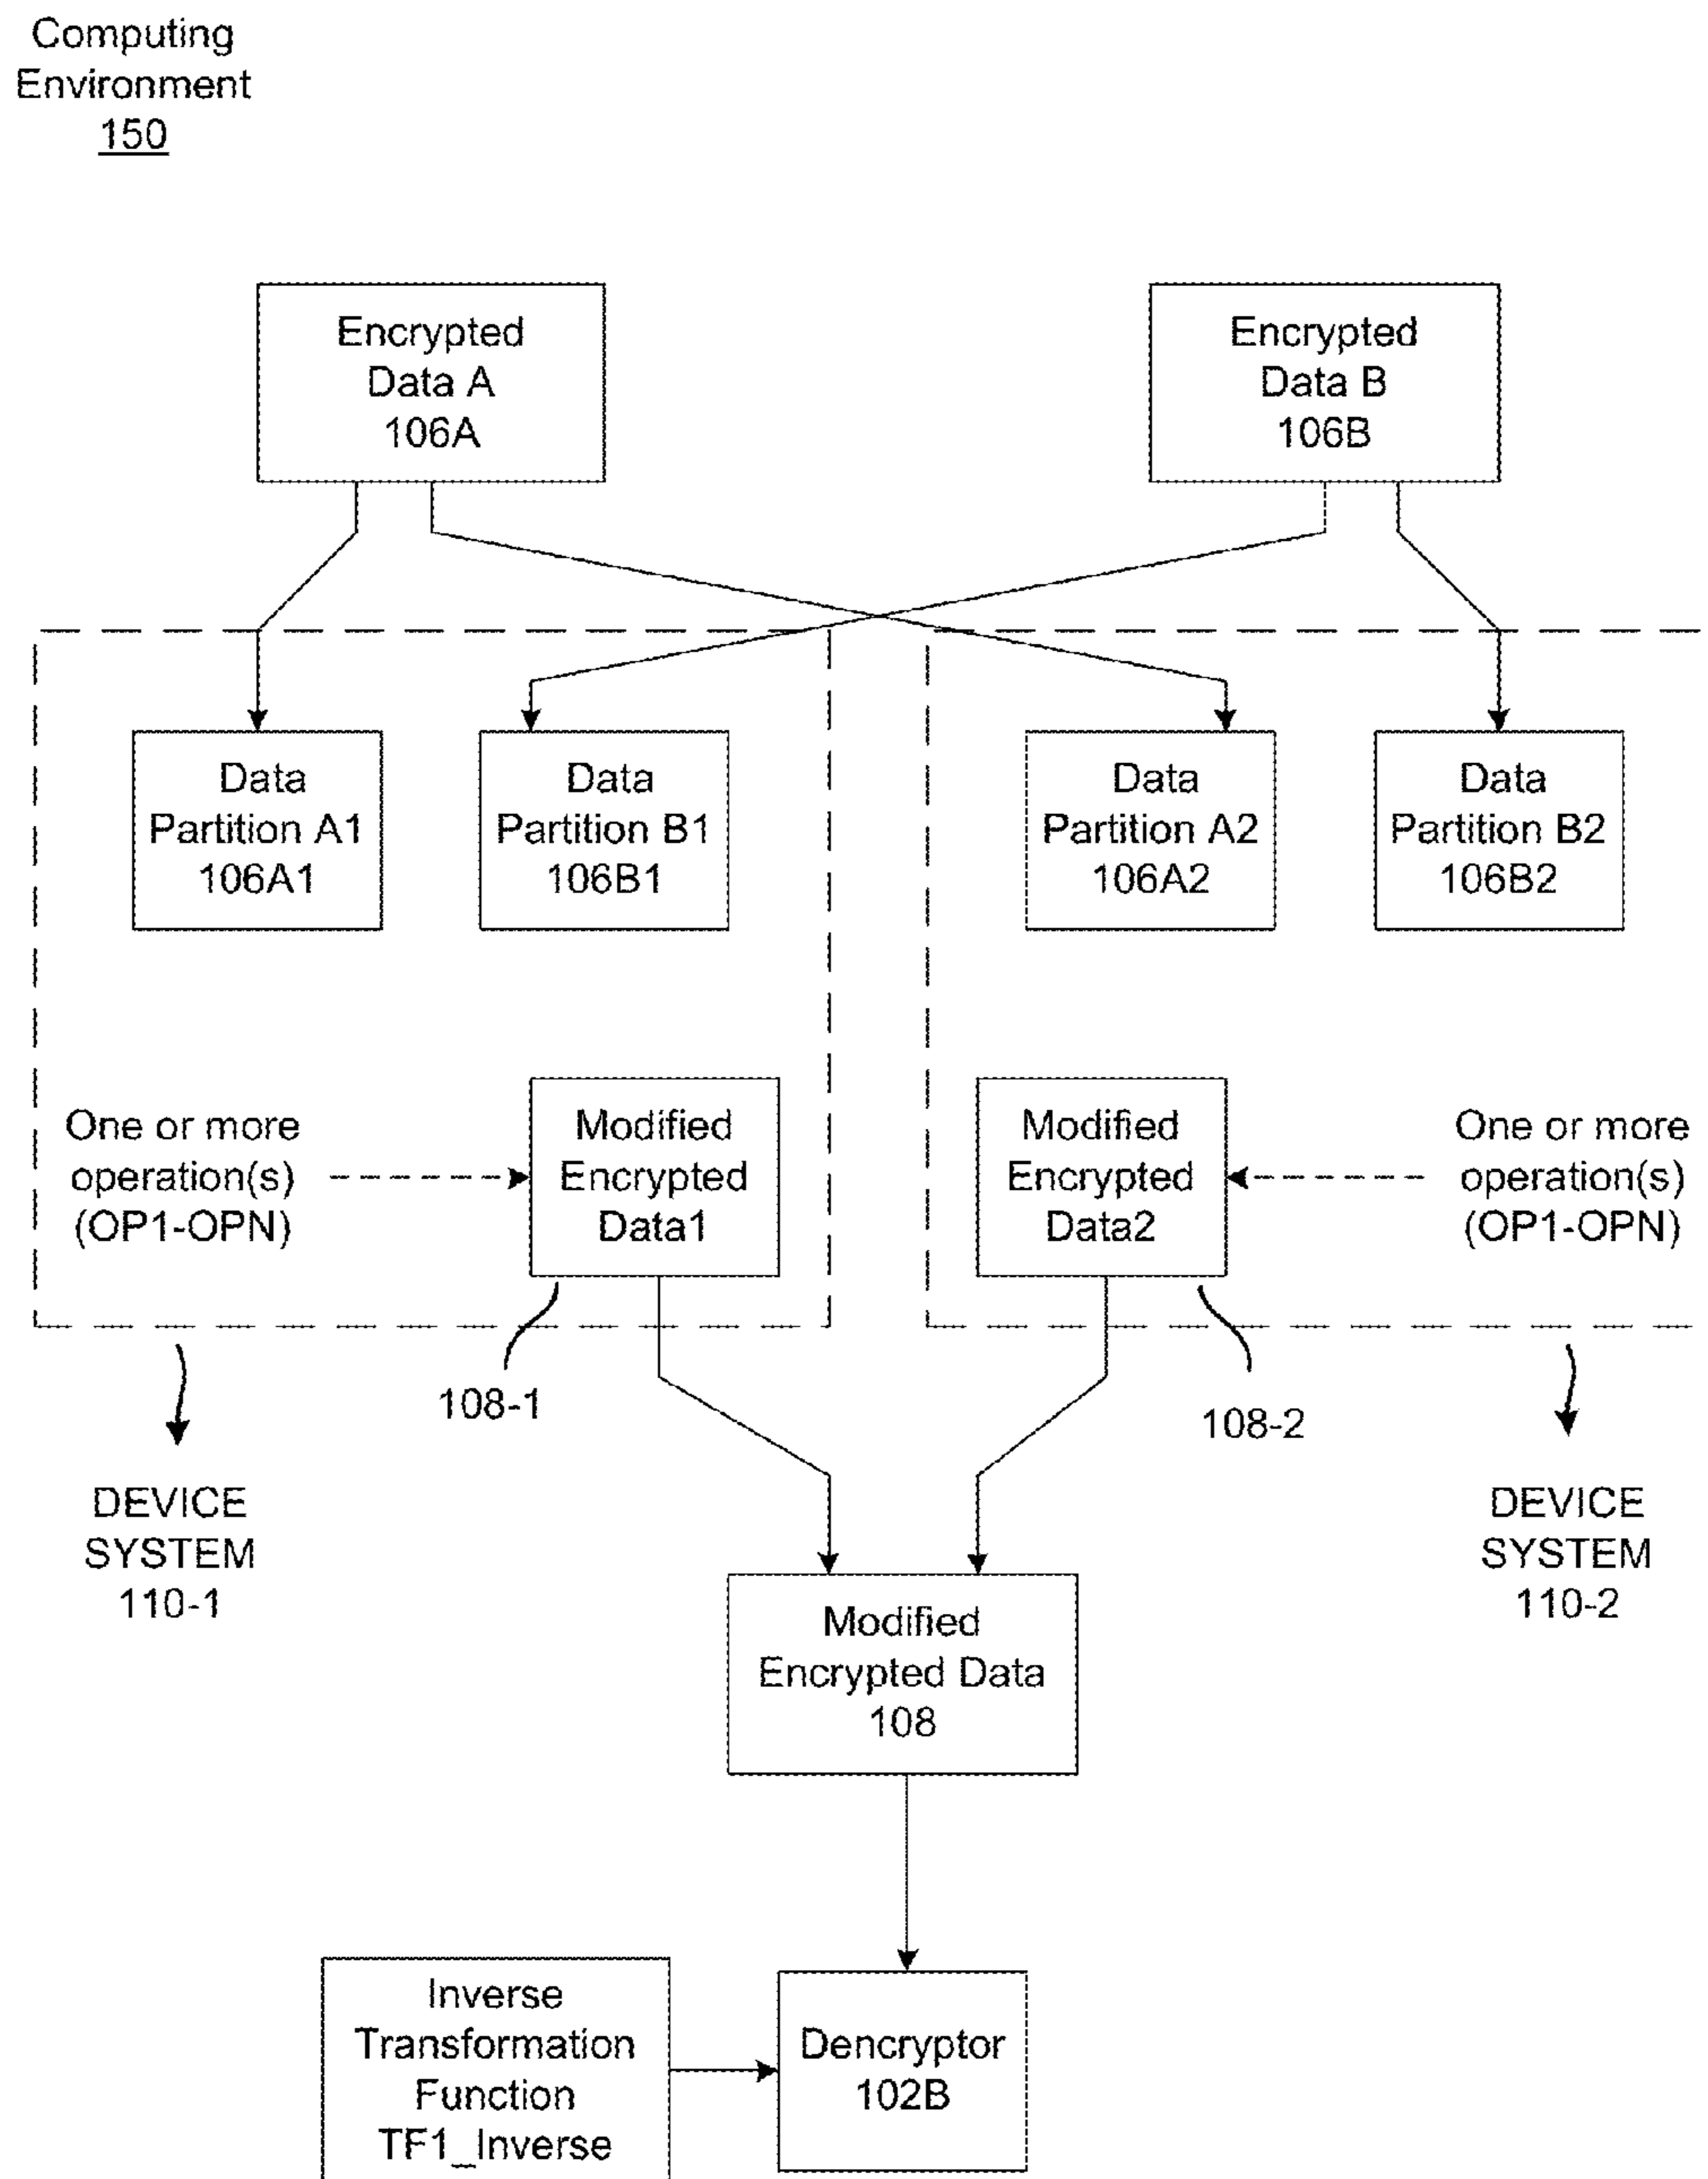 Computing
Environment
150
Encrypted
Data A
106A
Encrypted
Data B
106B
Data
Partition A1
106A1
Data
Partition B1
106B1
Data
Partition A2
106A2
Data
Partition B2
106B2
One or more
operation(s)
(OP1-OPN)
Modified
Encrypted
Data1
Modified
Encrypted
Data2
One or more
operation(s)
(OP1-OPN)
108-1
108-2
DEVICE
SYSTEM
110-1
DEVICE
SYSTEM
110-2
Modified
Encrypted Data
108
Inverse
Transformation
Function
TF1_Inverse
Dencryptor
102B